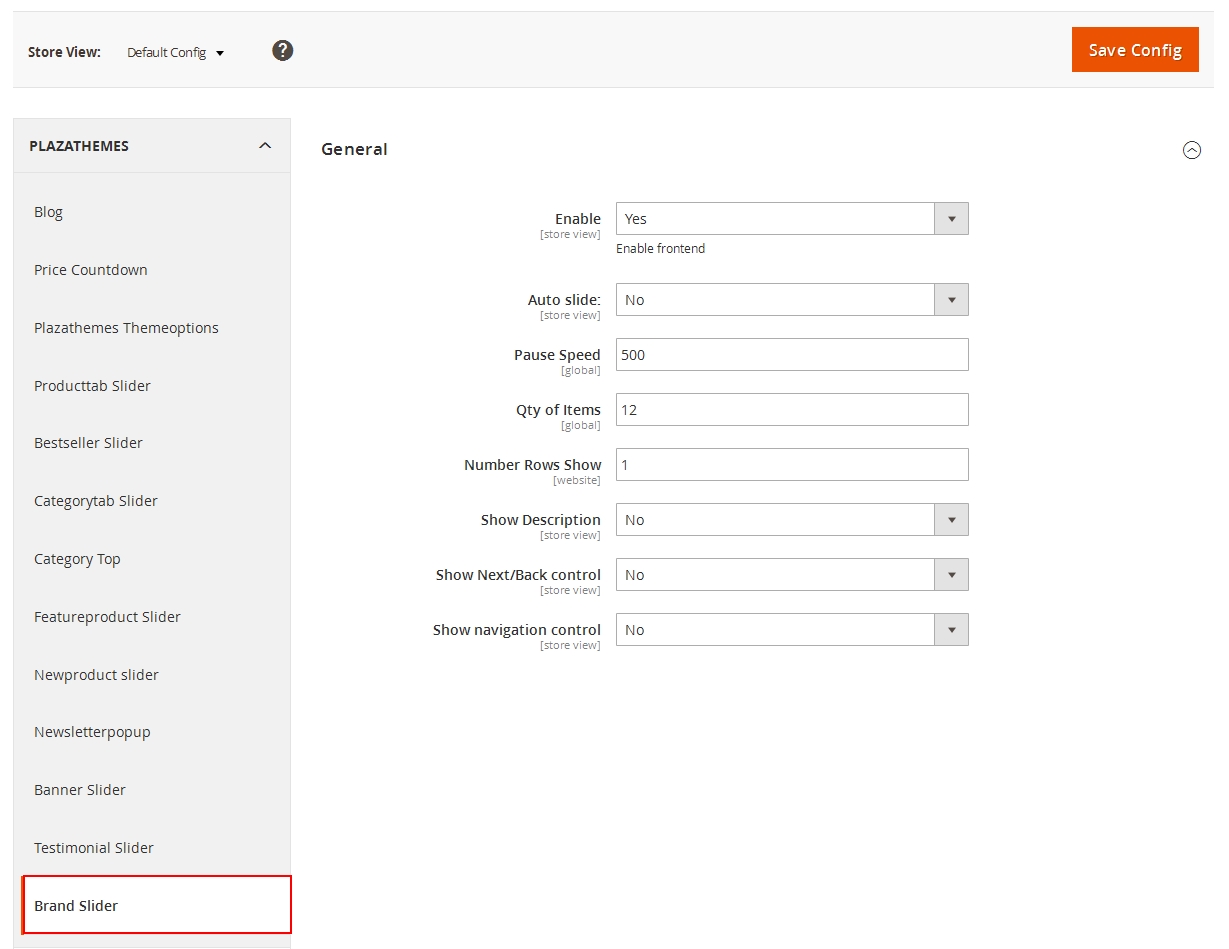 Store View: Default Config ? Save Config
PLAZATHEMES
Blog
Price Countdown
Plazathemes Themeoptions
Producttab Slider
Bestseller Slider
Categorytab Slider
Category Top
Featureproduct Slider
Newproduct slider
Newsletterpopup
Banner Slider
Testimonial Slider
Brand Slider
General
Enable Yes
[store view]
Enable frontend
Auto slide: No
[store view]
Pause Speed 500
[global]
Qty of Items 12
[global]
Number Rows Show 1
[website]
Show Description No
[store view]
Show Next/Back control No
[store view]
Show navigation control No
[store view]